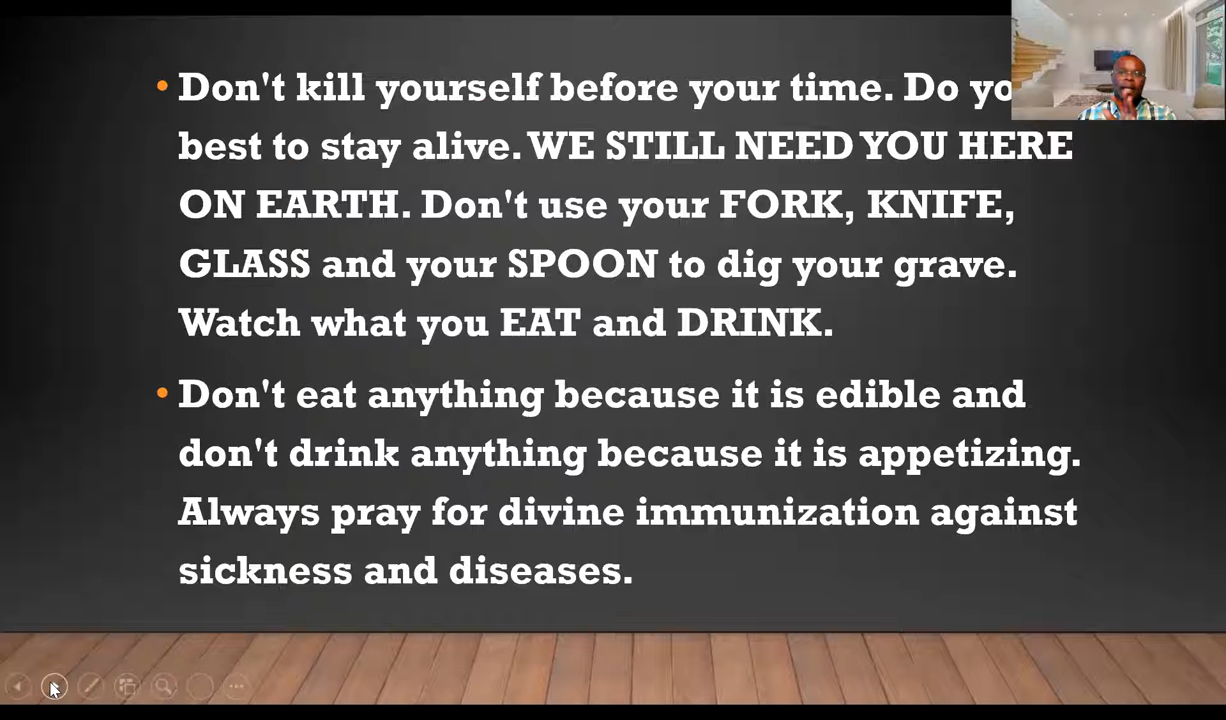 Don't kill yourself before your time. Do
best to stay alive. WE STILL NEED YOU HERE
ON EARTH. Don't use your FORK, KNIFE,
GLASS and your SPOON to dig your grave.
Watch what you EAT and DRINK.
Don't eat anything because it is edible and
don't drink anything because it is appetizing.
Always pray for divine immunization against
sickness and diseases.